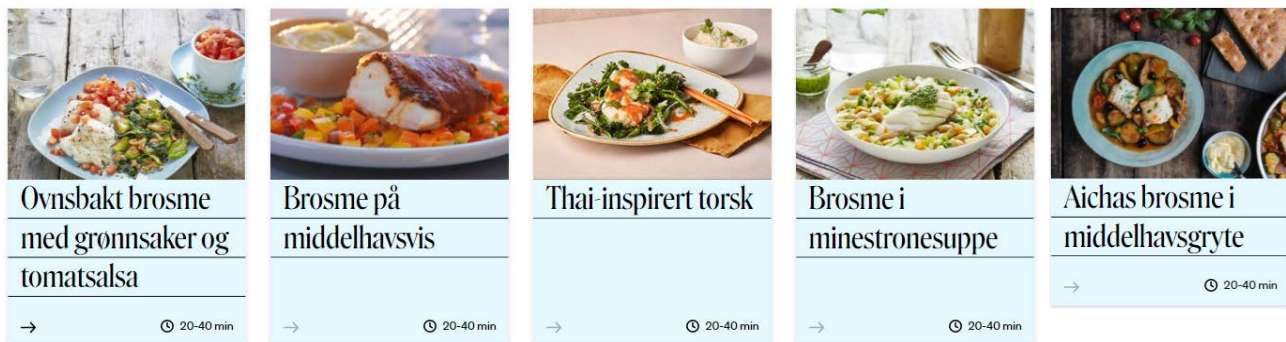 Ovnsbakt brosme
med grønnsaker og
tomatsalsa
20-40 min
Brosme på
middelhavsvis
20-40 min
Thai-inspirert torsk
20-40 min
Brosme i
minestronesuppe
20-40 min
Aichas brosme i
middelhavsgryte
20-40 min